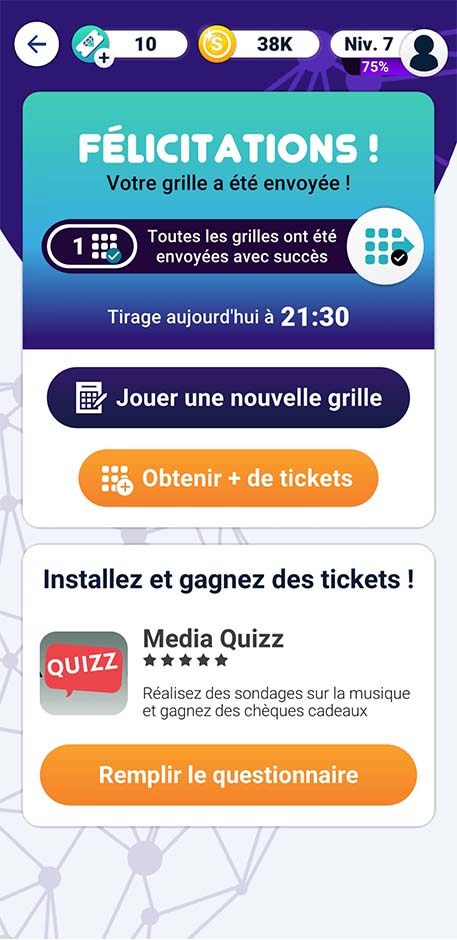 10
38K
Niv. 7
75%
FÉLICITATIONS !
Votre grille a été envoyée !
1
Toutes les grilles ont été
envoyées avec succès
Tirage aujourd'hui à 21:30
Jouer une nouvelle grille
Obtenir + de tickets
Installez et gagnez des tickets !
QUIZZ
Media Quizz
Réalisez des sondages sur la musique
et gagnez des chèques cadeaux
Remplir le questionnaire